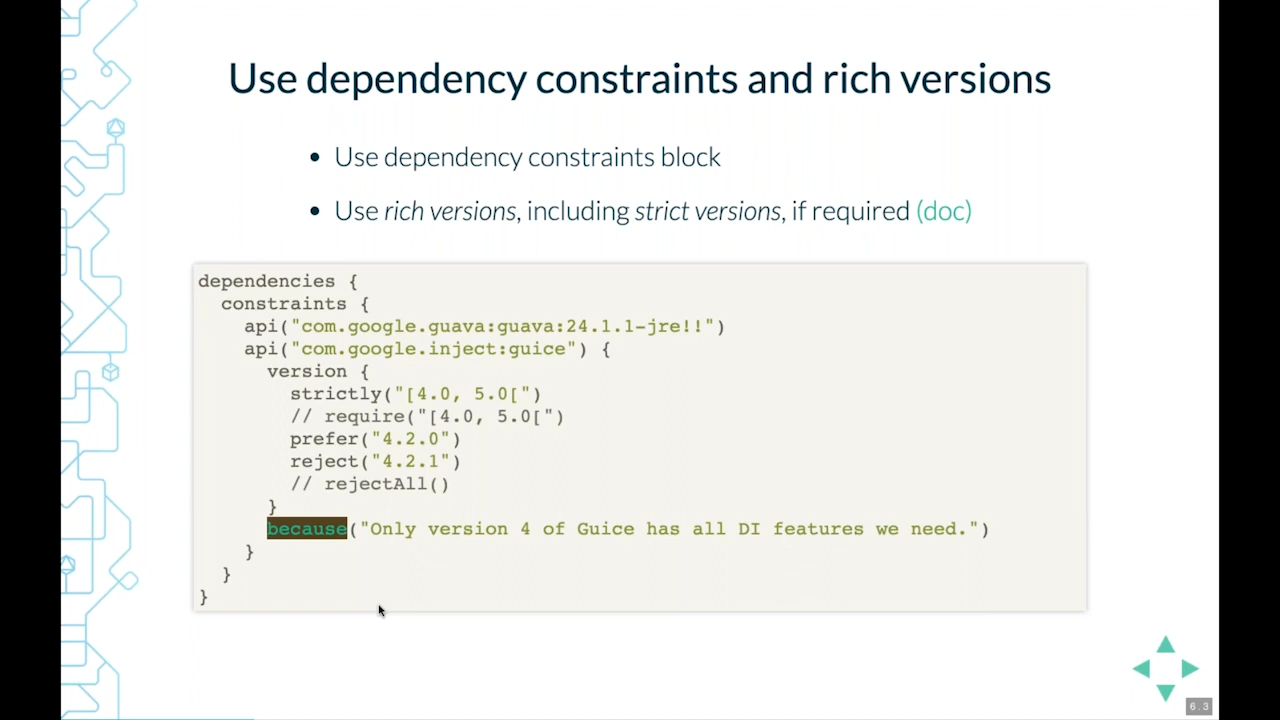 Use dependency constraints and rich versions
• Use dependency constraints block
• Use rich versions, including strict versions, if required (doc)
dependencies {
  constraints {
    api("com.google.guava:guava:24.1.1-jre!!")
    api("com.google.inject:guice") {
      version {
        strictly("[4.0, 5.0[")
        // require("[4.0, 5.0[")
        prefer("4.2.0")
        reject("4.2.1")
        // rejectAll()
      }
      because("Only version 4 of Guice has all DI features we need.")
    }
  }
}
6.3